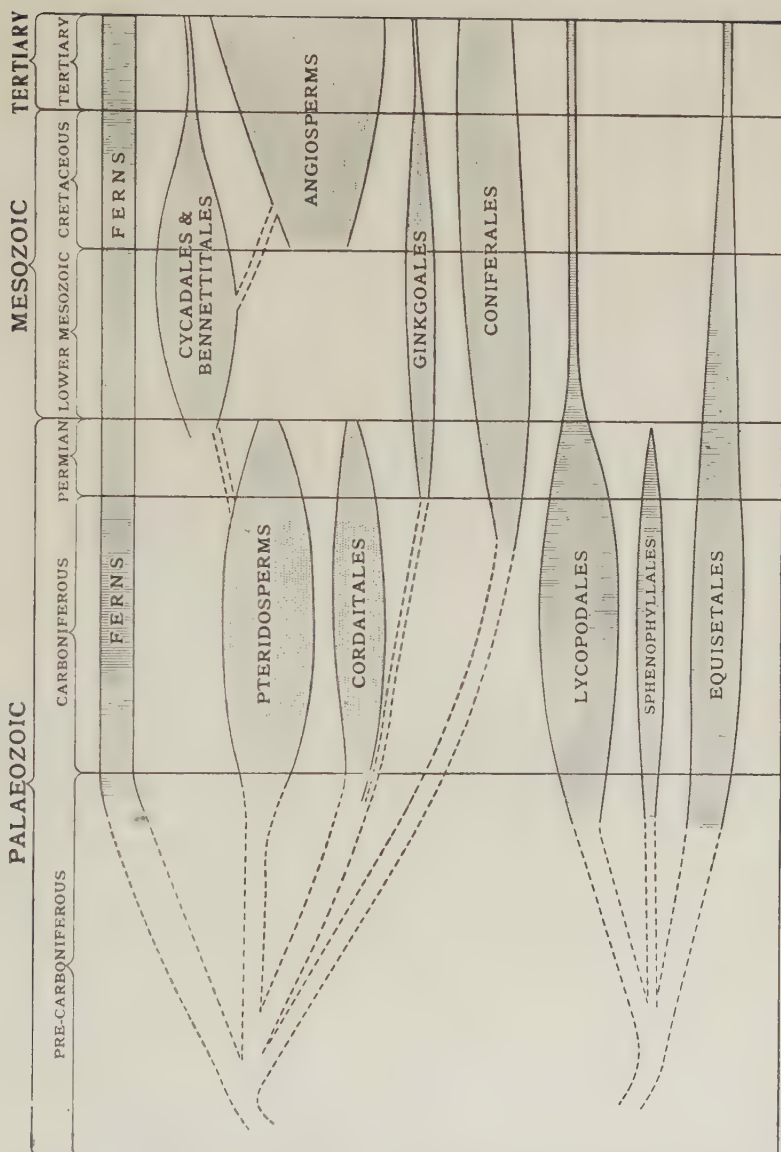 PALAEOZOIC
MESOZOIC
TERTIARY
PRE-CARBONIFEROUS
CARBONIFEROUS
PERMIAN
LOWER MESOZOIC
CRETACEOUS
TERTIARY
FERNS
FERNS
CYCADALES &
BENNETTITALES
ANGIOSPERMS
PTERIDOSPERMS
CORDAITALES
GINKGOALES
CONIFERALES
LYCOPODALES
SPHENOPHYLLALES
EQUISETALES